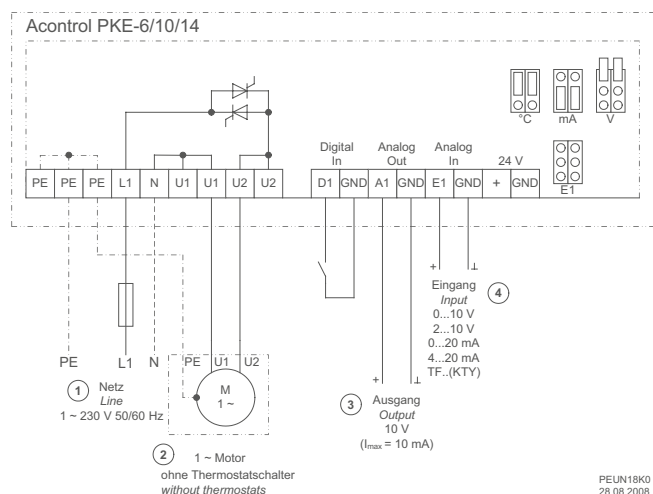 Acontrol PKE-6/10/14
°C mA V
E1
Digital In
Analog Out
Analog In
24 V
PE PE PE L1 N U1 U1 U2 U2
D1 GND A1 GND E1 GND + GND
+ ⊥
Eingang
Input
0...10 V
2...10 V
0...20 mA
4...20 mA
TF..(KTY)
4
PE L1 N
1
Netz
Line
1 ~ 230 V 50/60 Hz
PE U1 U2
M
1 ~
2
1 ~ Motor
ohne Thermostatschalter
without thermostats
+ ⊥
3
Ausgang
Output
10 V
(Imax = 10 mA)
PEUN18K0
28.08.2008